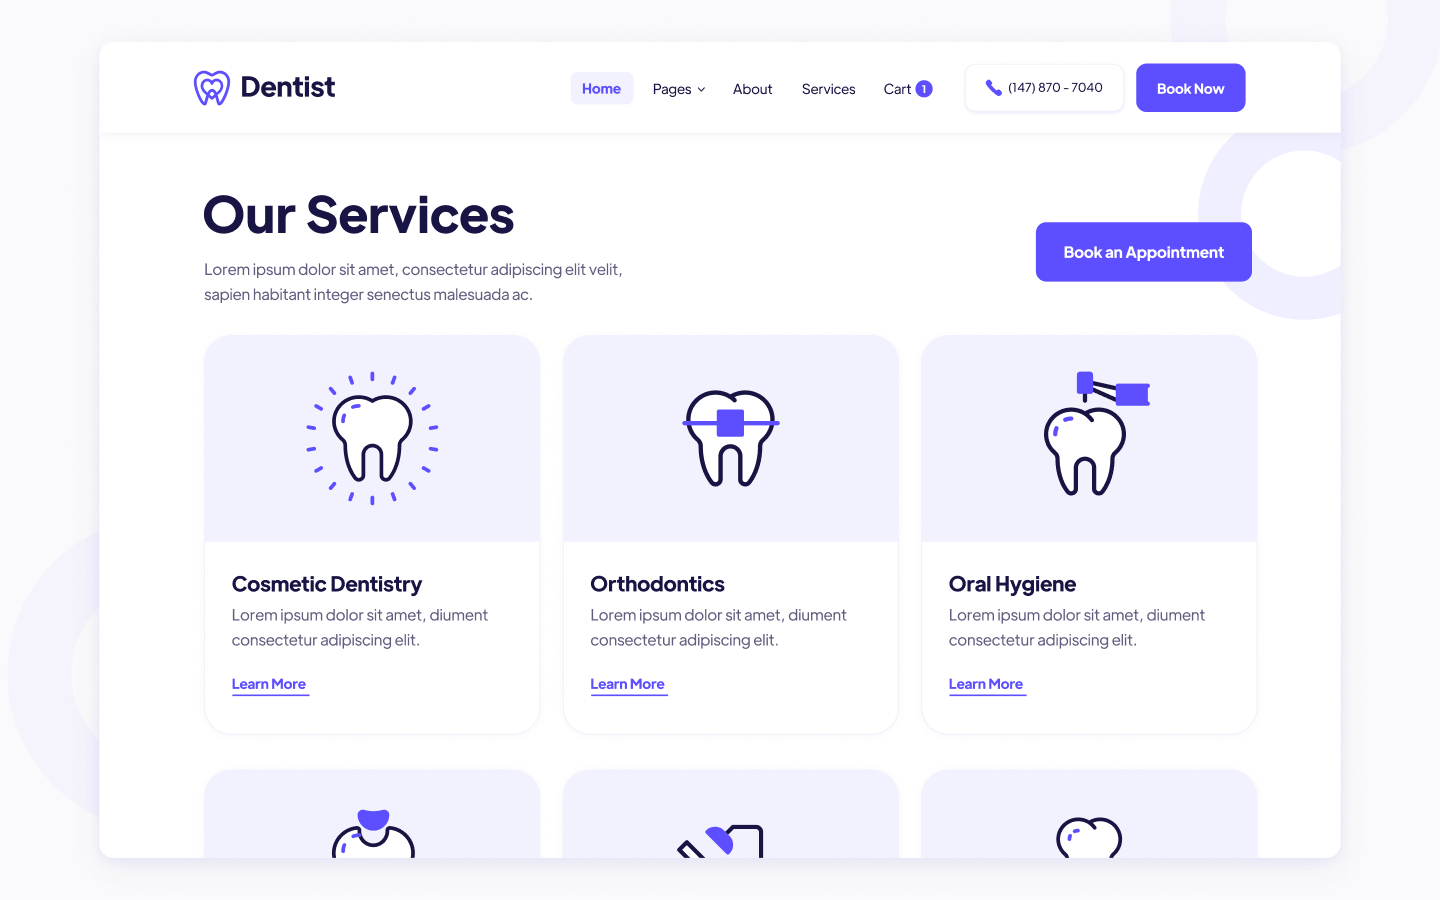 Dentist
Home Pages About Services Cart 1 (147) 870 - 7040 Book Now
Our Services
Lorem ipsum dolor sit amet, consectetur adipiscing elit velit,
sapien habitant integer senectus malesuada ac.
Book an Appointment
Cosmetic Dentistry
Lorem ipsum dolor sit amet, diument
consectetur adipiscing elit.
Learn More
Orthodontics
Lorem ipsum dolor sit amet, diument
consectetur adipiscing elit.
Learn More
Oral Hygiene
Lorem ipsum dolor sit amet, diument
consectetur adipiscing elit.
Learn More